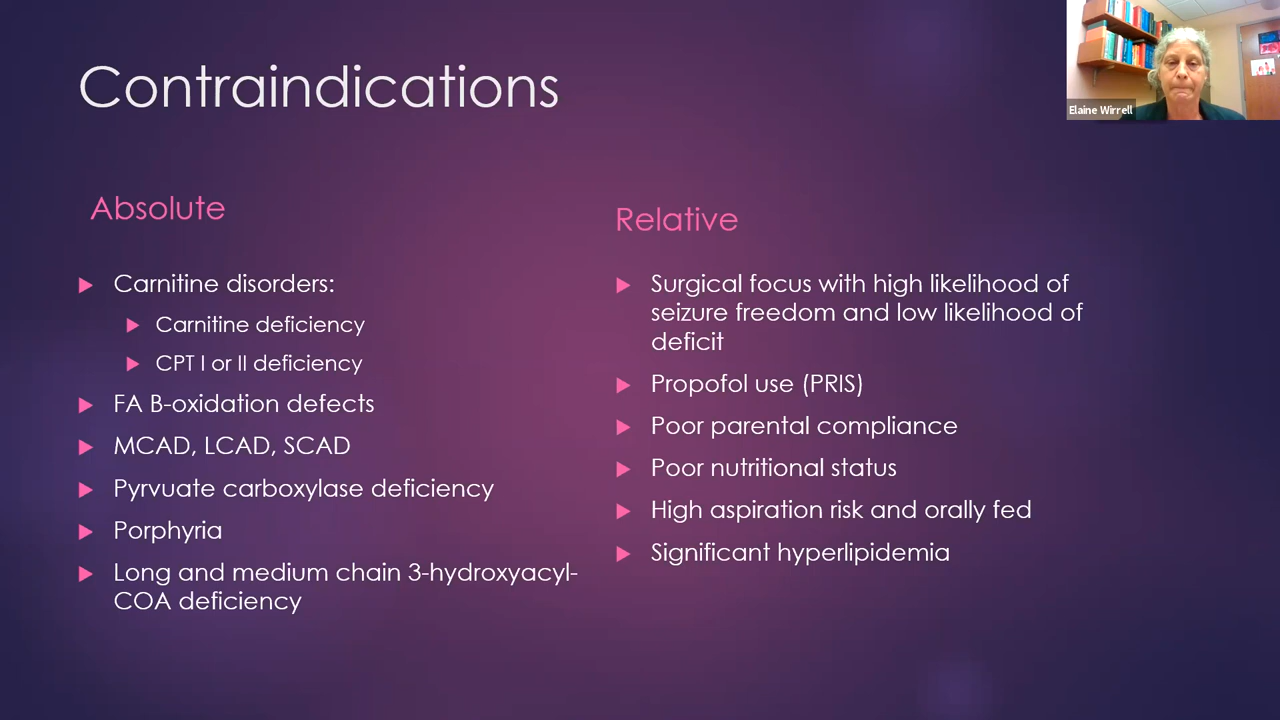 Contraindications
Elaine Wirrell
Absolute
Carnitine disorders:
Carnitine deficiency
CPT I or II deficiency
FA B-oxidation defects
MCAD, LCAD, SCAD
Pyrvuate carboxylase deficiency
Porphyria
Long and medium chain 3-hydroxyacyl-
COA deficiency
Relative
Surgical focus with high likelihood of
seizure freedom and low likelihood of
deficit
Propofol use (PRIS)
Poor parental compliance
Poor nutritional status
High aspiration risk and orally fed
Significant hyperlipidemia